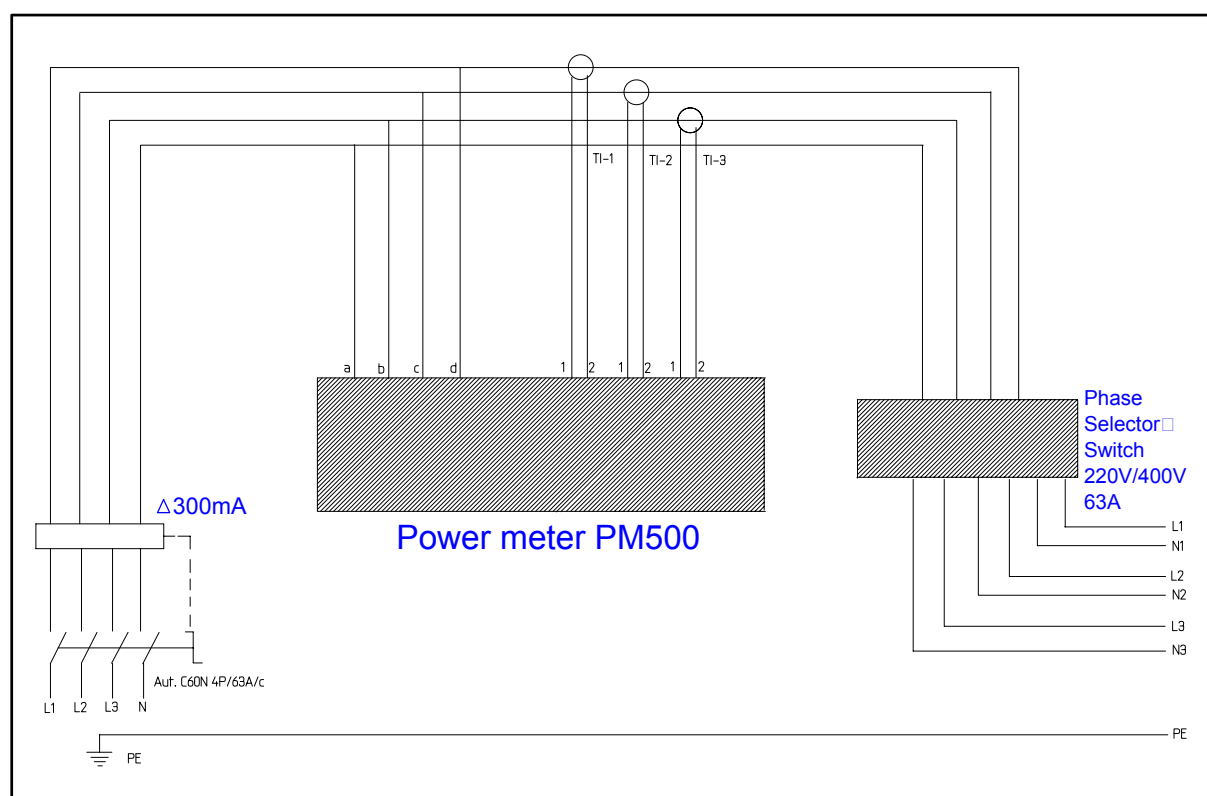 TI-1
TI-2
TI-3
a
b
c
d
1
2
1
2
1
2
Phase
Selector□
Switch
220V/400V
63A
△300mA
Power meter PM500
L1
N1
L2
N2
L3
N3
Aut. C60N 4P/63A/c
L1
L2
L3
N
PE
PE